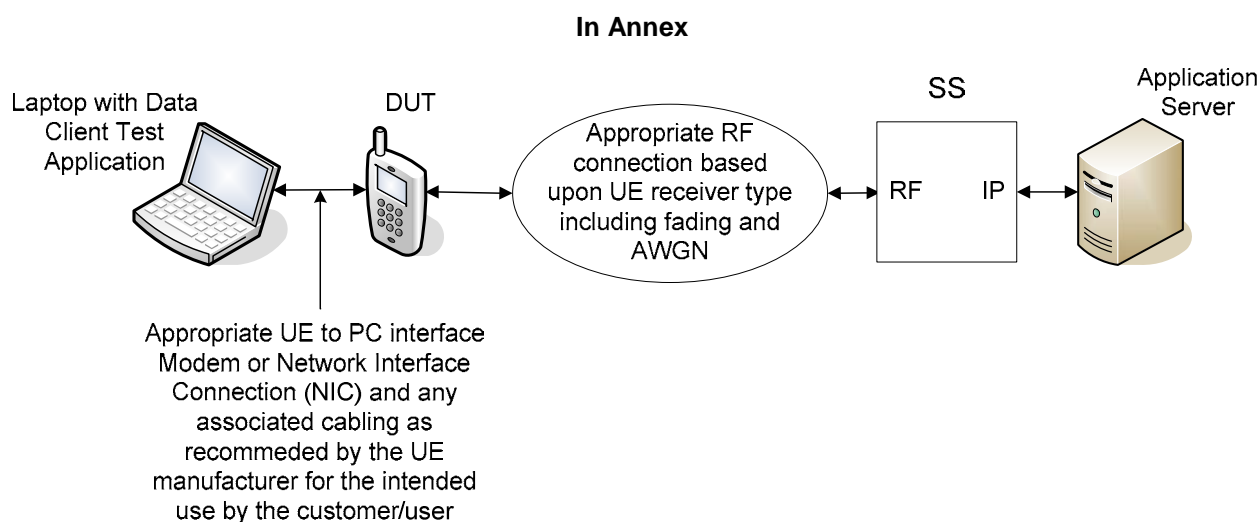 In Annex
Laptop with Data
Client Test
Application
DUT
Appropriate RF
connection based
upon UE receiver type
including fading and
AWGN
SS
RF
IP
Application
Server
Appropriate UE to PC interface
Modem or Network Interface
Connection (NIC) and any
associated cabling as
recommeded by the UE
manufacturer for the intended
use by the customer/user